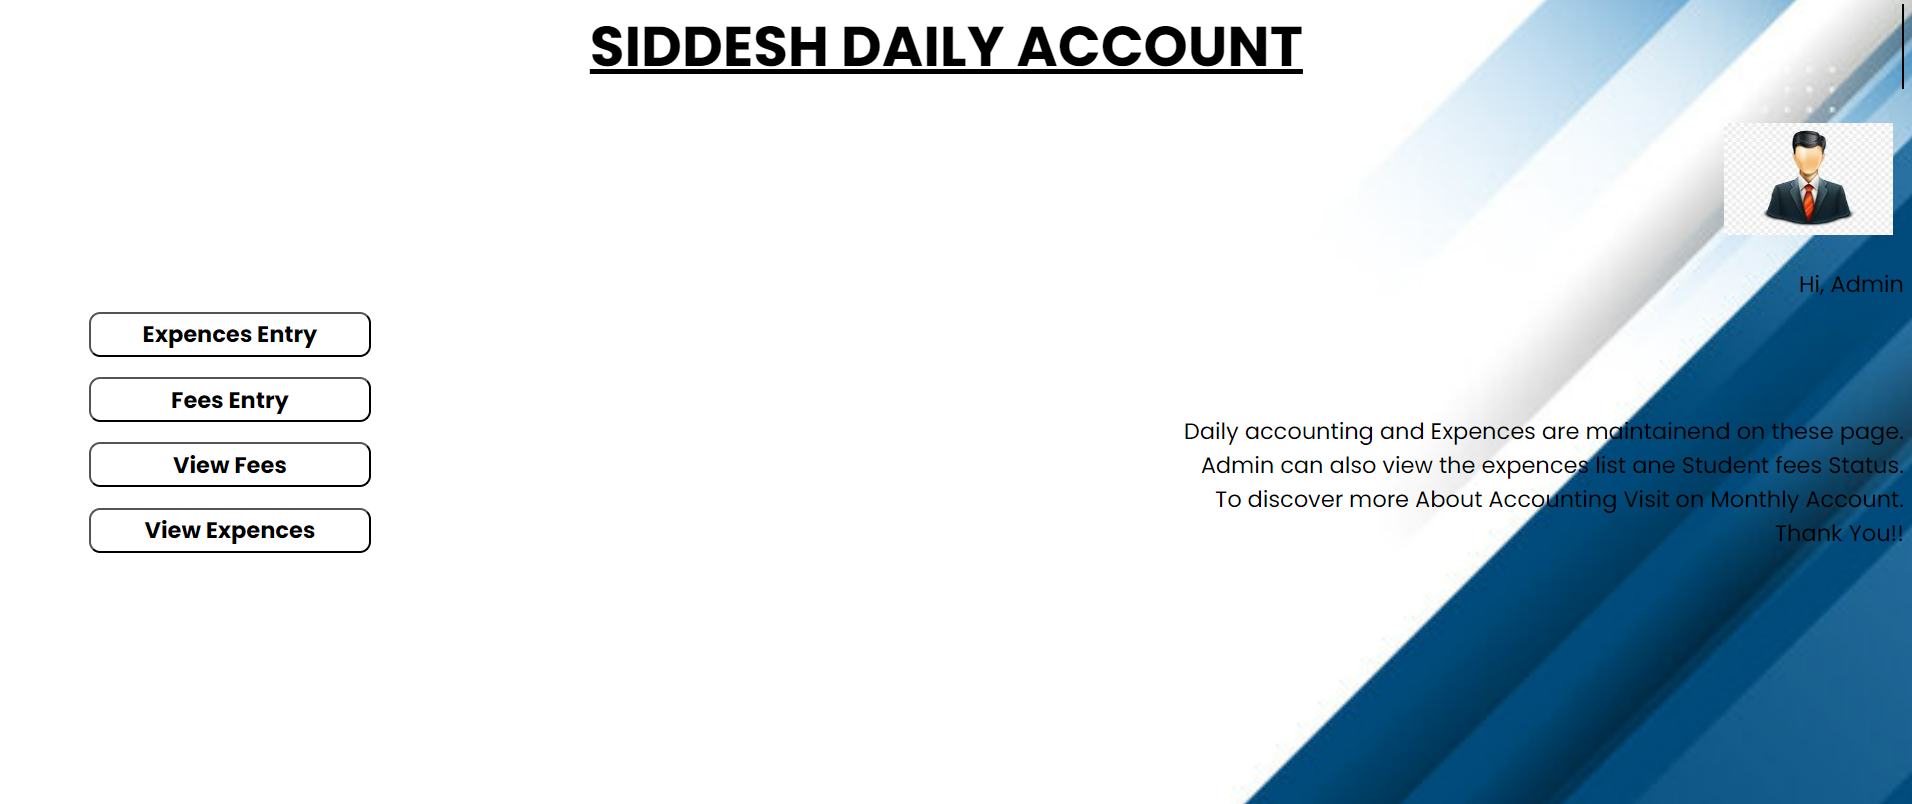 SIDDESH DAILY ACCOUNT
Hi, Admin
Expences Entry
Fees Entry
View Fees
View Expences
Daily accounting and Expences are maintainend on these page.
Admin can also view the expences list ane Student fees Status.
To discover more About Accounting Visit on Monthly Account.
Thank You!!